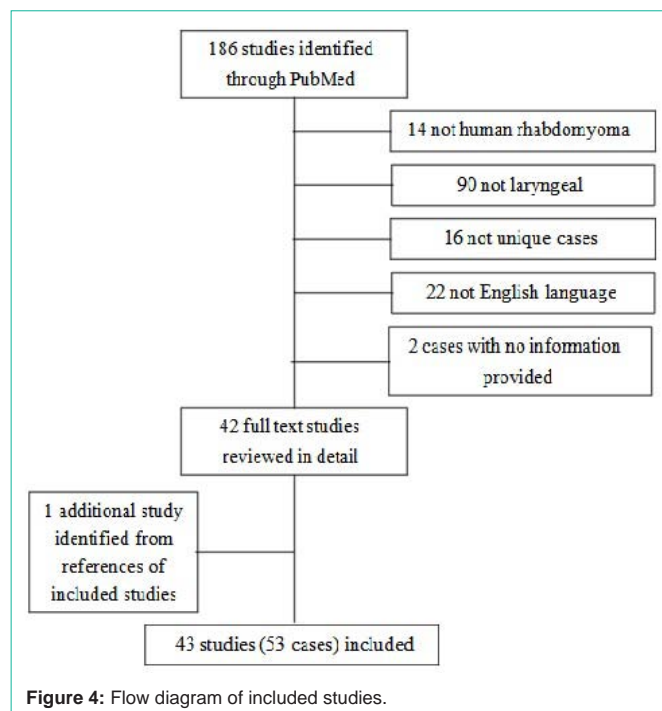 186 studies identified
through PubMed
14 not human rhabdomyoma
90 not laryngeal
16 not unique cases
22 not English language
2 cases with no information
provided
42 full text studies
reviewed in detail
1 additional study
identified from
references of
included studies
43 studies (53 cases) included
Figure 4: Flow diagram of included studies.